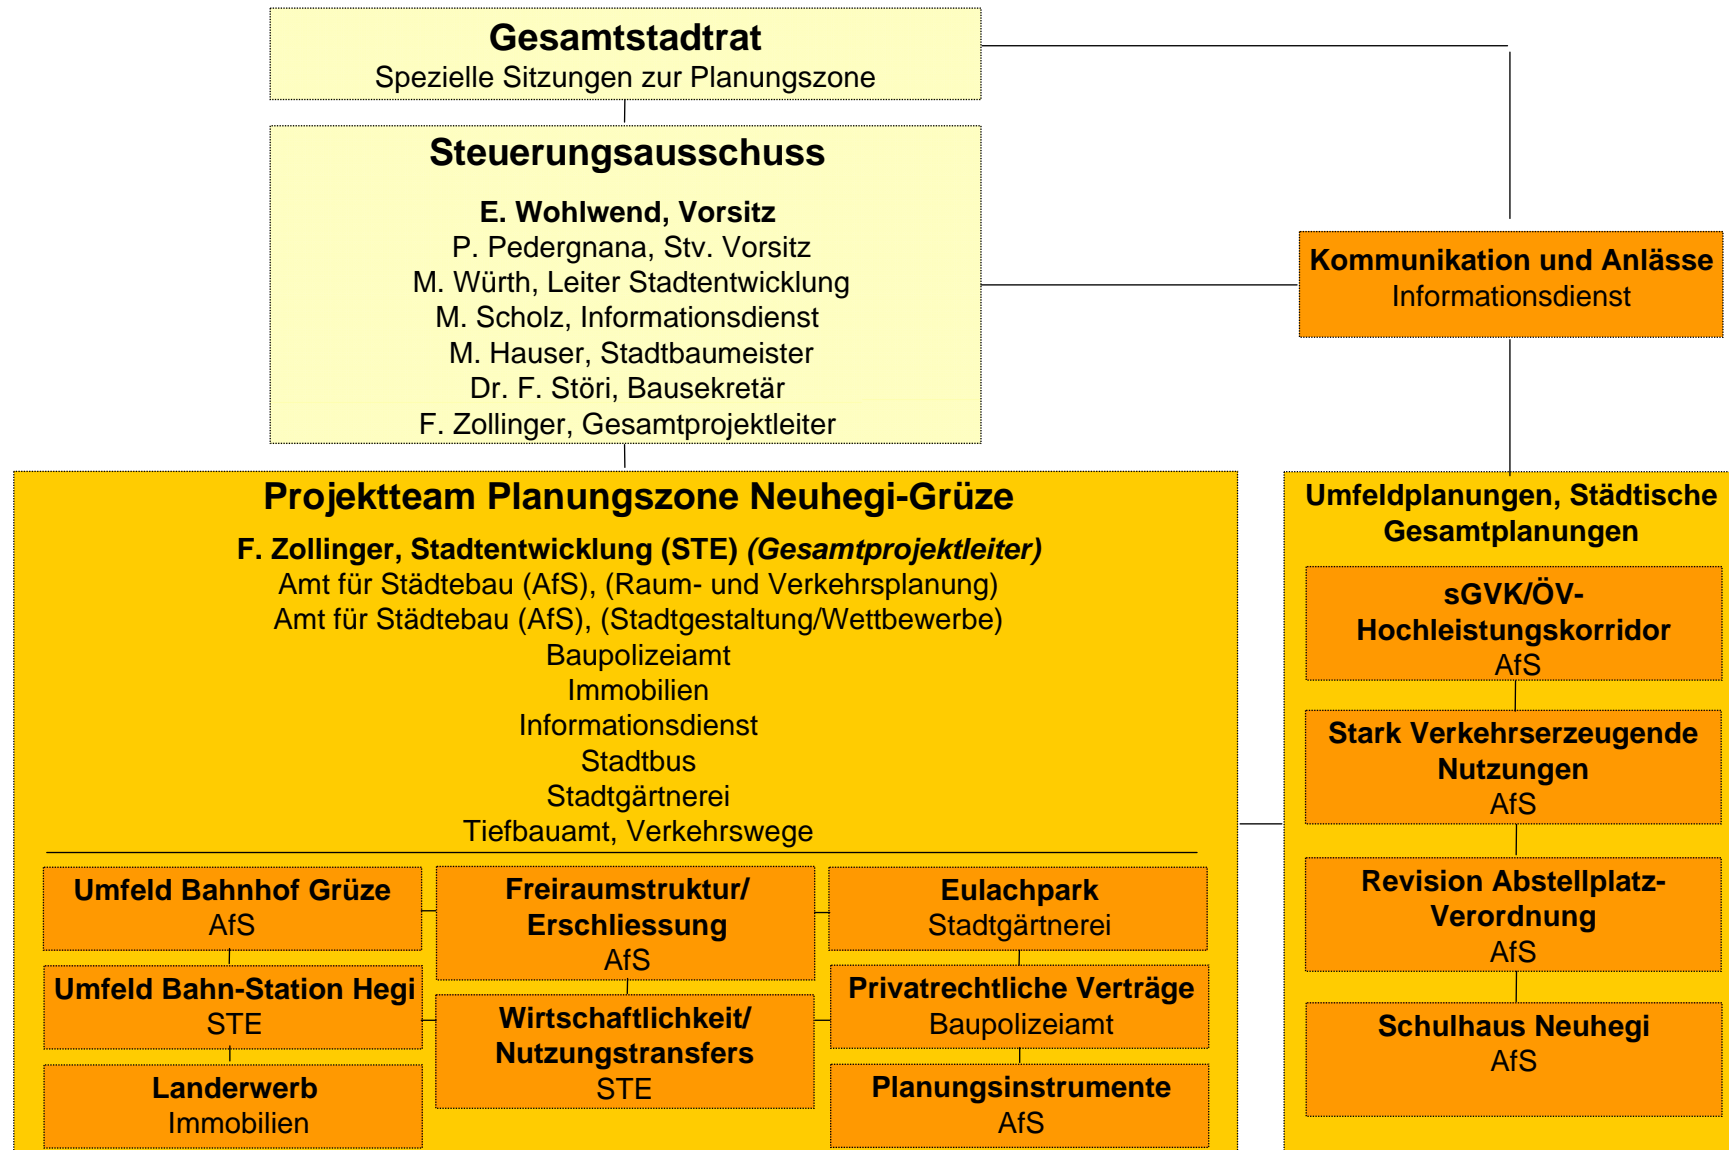 Gesamtstadtrat
Spezielle Sitzungen zur Planungszone
Steuerungsausschuss
E. Wohlwend, Vorsitz
P. Pedergnana, Stv. Vorsitz
M. Würth, Leiter Stadtentwicklung
M. Scholz, Informationsdienst
M. Hauser, Stadtbaumeister
Dr. F. Störi, Bausekretär
F. Zollinger, Gesamtprojektleiter
Kommunikation und Anlässe
Informationsdienst
Projektteam Planungszone Neuhegi-Grüze
F. Zollinger, Stadtentwicklung (STE) (Gesamtprojektleiter)
Amt für Städtebau (AfS), (Raum- und Verkehrsplanung)
Amt für Städtebau (AfS), (Stadtgestaltung/Wettbewerbe)
Baupolizeiamt
Immobilien
Informationsdienst
Stadtbus
Stadtgärtnerei
Tiefbauamt, Verkehrswege
Umfeld Bahnhof Grüze
AfS
Umfeld Bahn-Station Hegi
STE
Landerwerb
Immobilien
Freiraumstruktur/
Erschliessung
AfS
Wirtschaftlichkeit/
Nutzungstransfers
STE
Eulachpark
Stadtgärtnerei
Privatrechtliche Verträge
Baupolizeiamt
Planungsinstrumente
AfS
Umfeldplanungen, Städtische
Gesamtplanungen
sGVK/ÖV-
Hochleistungskorridor
AfS
Stark Verkehrserzeugende
Nutzungen
AfS
Revision Abstellplatz-
Verordnung
AfS
Schulhaus Neuhegi
AfS